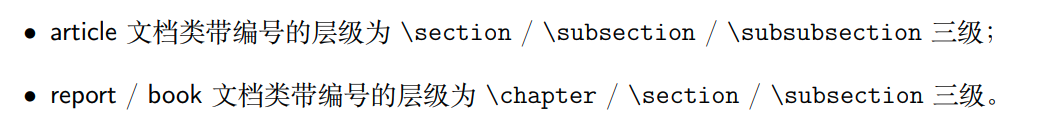 • article 文档类带编号的层级为 \section / \subsection / \subsubsection 三级；
• report / book 文档类带编号的层级为 \chapter / \section / \subsection 三级。